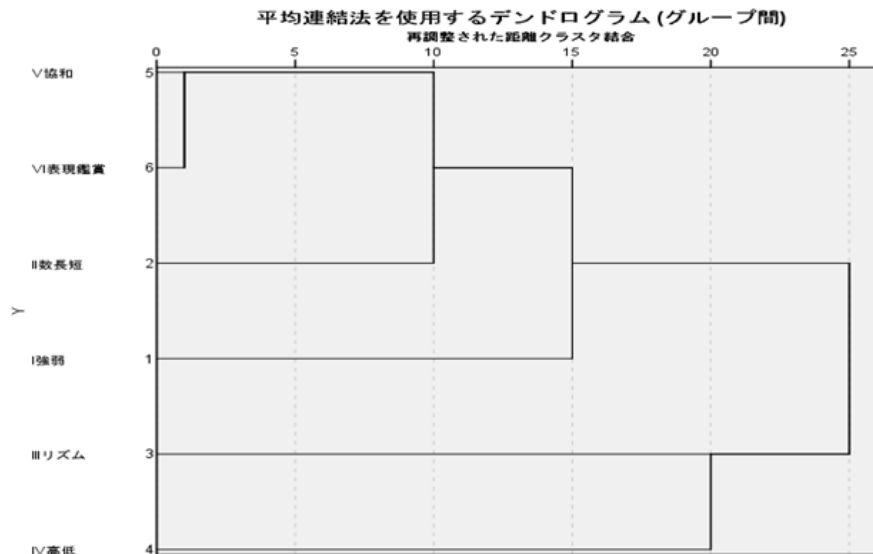 平均連結法を使用するデンドログラム (グループ間)
再調整された距離クラスタ結合
0 5 10 15 20 25
V協和 5
VI表現鑑賞 6
II数長短 2
Y
I強弱 1
IIIリズム 3
IV高低 4